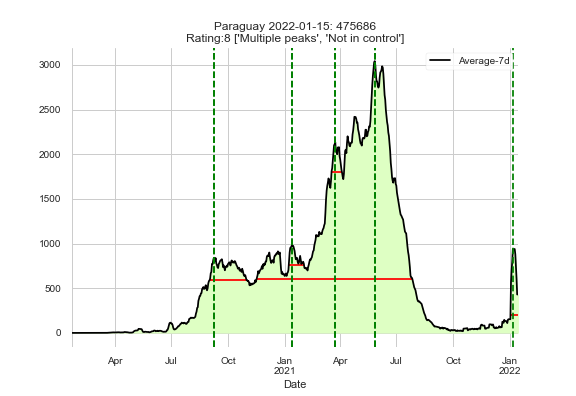 Paraguay 2022-01-15: 475686
Rating:8 ['Multiple peaks', 'Not in control']
Average-7d
3000
2500
2000
1500
1000
500
0
Apr Jul Oct Jan Apr Jul Oct Jan
2021 2022
Date